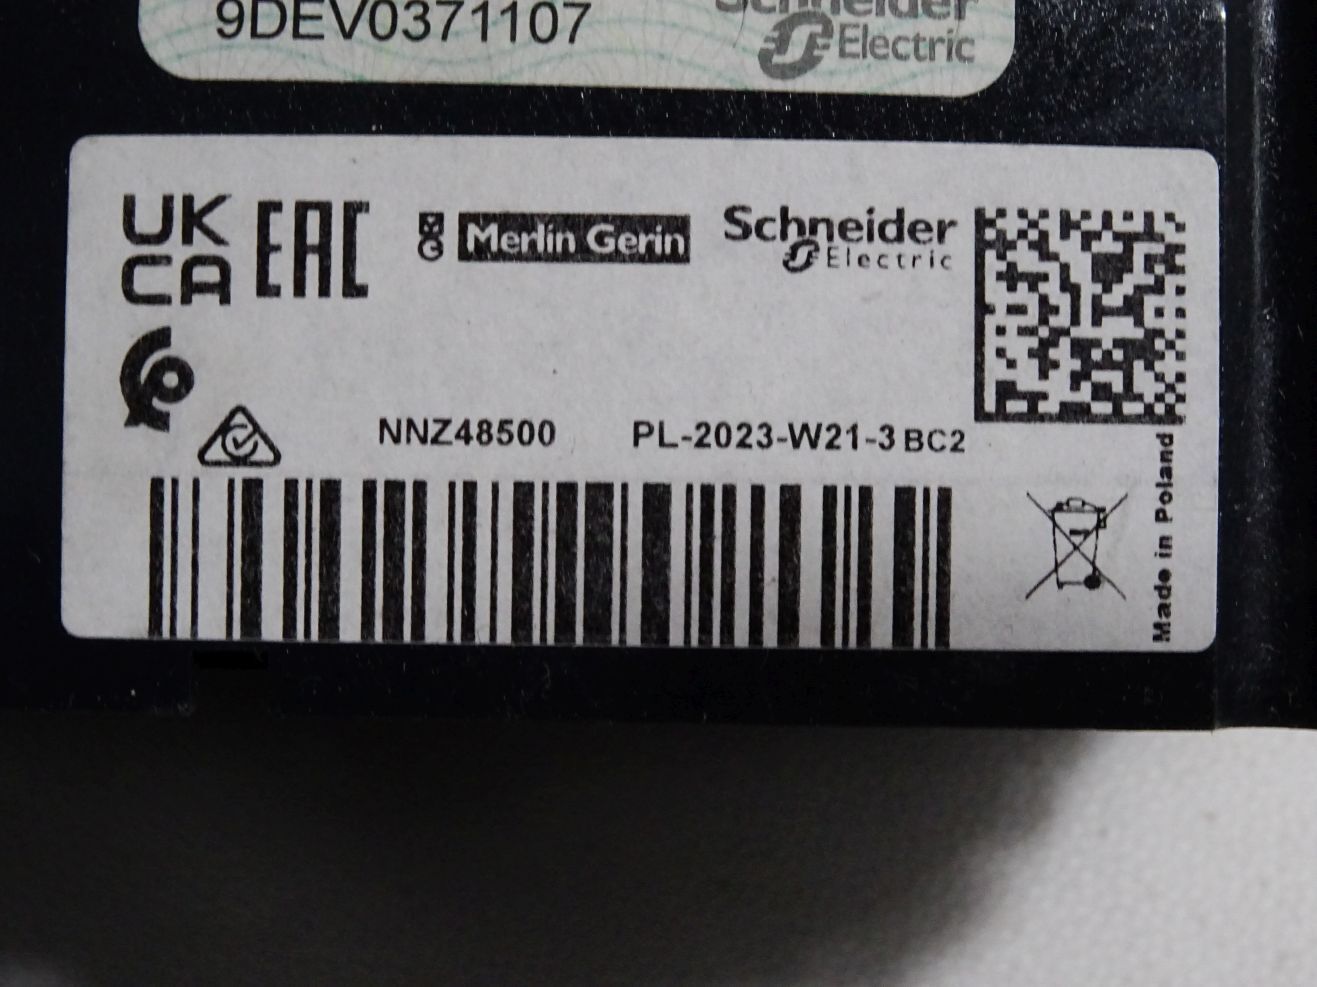 9DEV0371107
Schneider
Electric
UK
CA
EAC
MG
Merlin Gerin
Schneider
Electric
NNZ48500
PL-2023-W21-3 BC2
Made in Poland